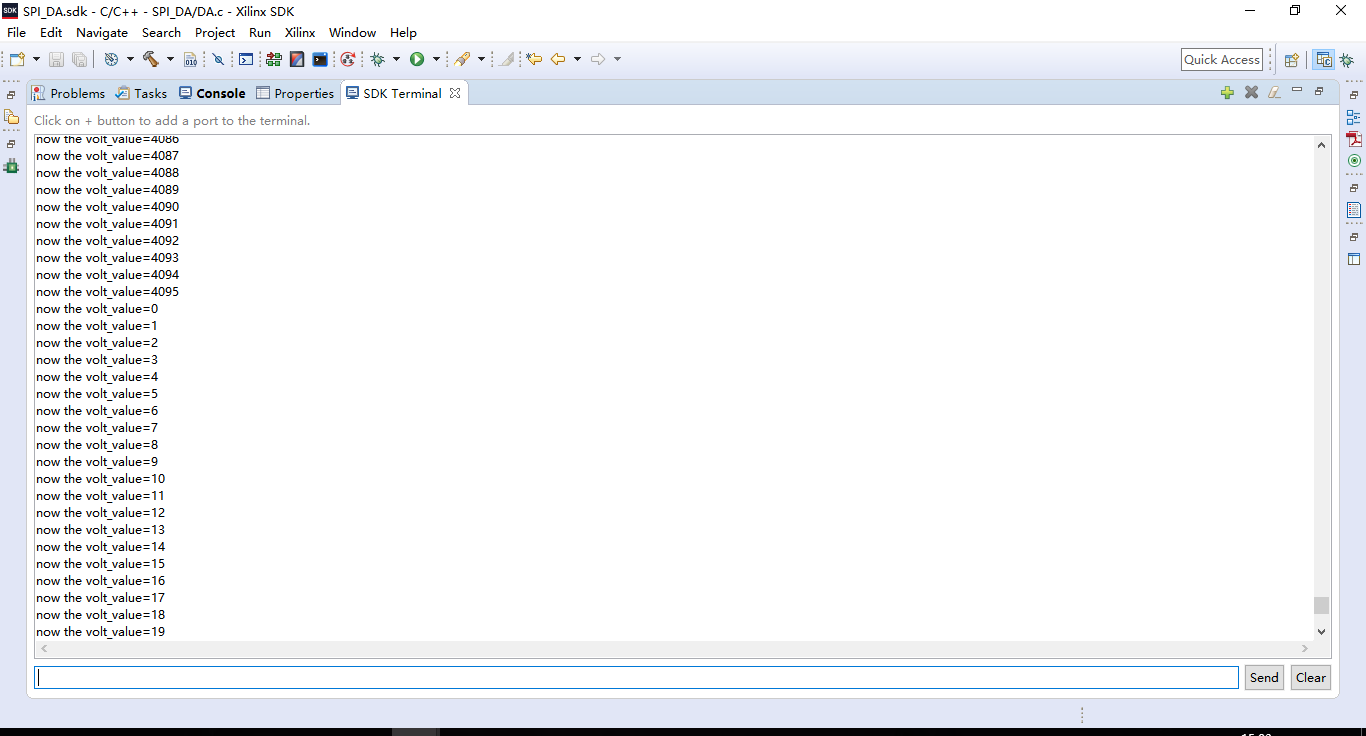 SDK SPI_DA.sdk - C/C++ - SPI_DA/DA.c - Xilinx SDK
File Edit Navigate Search Project Run Xilinx Window Help
010 Quick Access
Problems Tasks Console Properties SDK Terminal
Click on + button to add a port to the terminal.
now the volt_value=4086
now the volt_value=4087
now the volt_value=4088
now the volt_value=4089
now the volt_value=4090
now the volt_value=4091
now the volt_value=4092
now the volt_value=4093
now the volt_value=4094
now the volt_value=4095
now the volt_value=0
now the volt_value=1
now the volt_value=2
now the volt_value=3
now the volt_value=4
now the volt_value=5
now the volt_value=6
now the volt_value=7
now the volt_value=8
now the volt_value=9
now the volt_value=10
now the volt_value=11
now the volt_value=12
now the volt_value=13
now the volt_value=14
now the volt_value=15
now the volt_value=16
now the volt_value=17
now the volt_value=18
now the volt_value=19
Send Clear